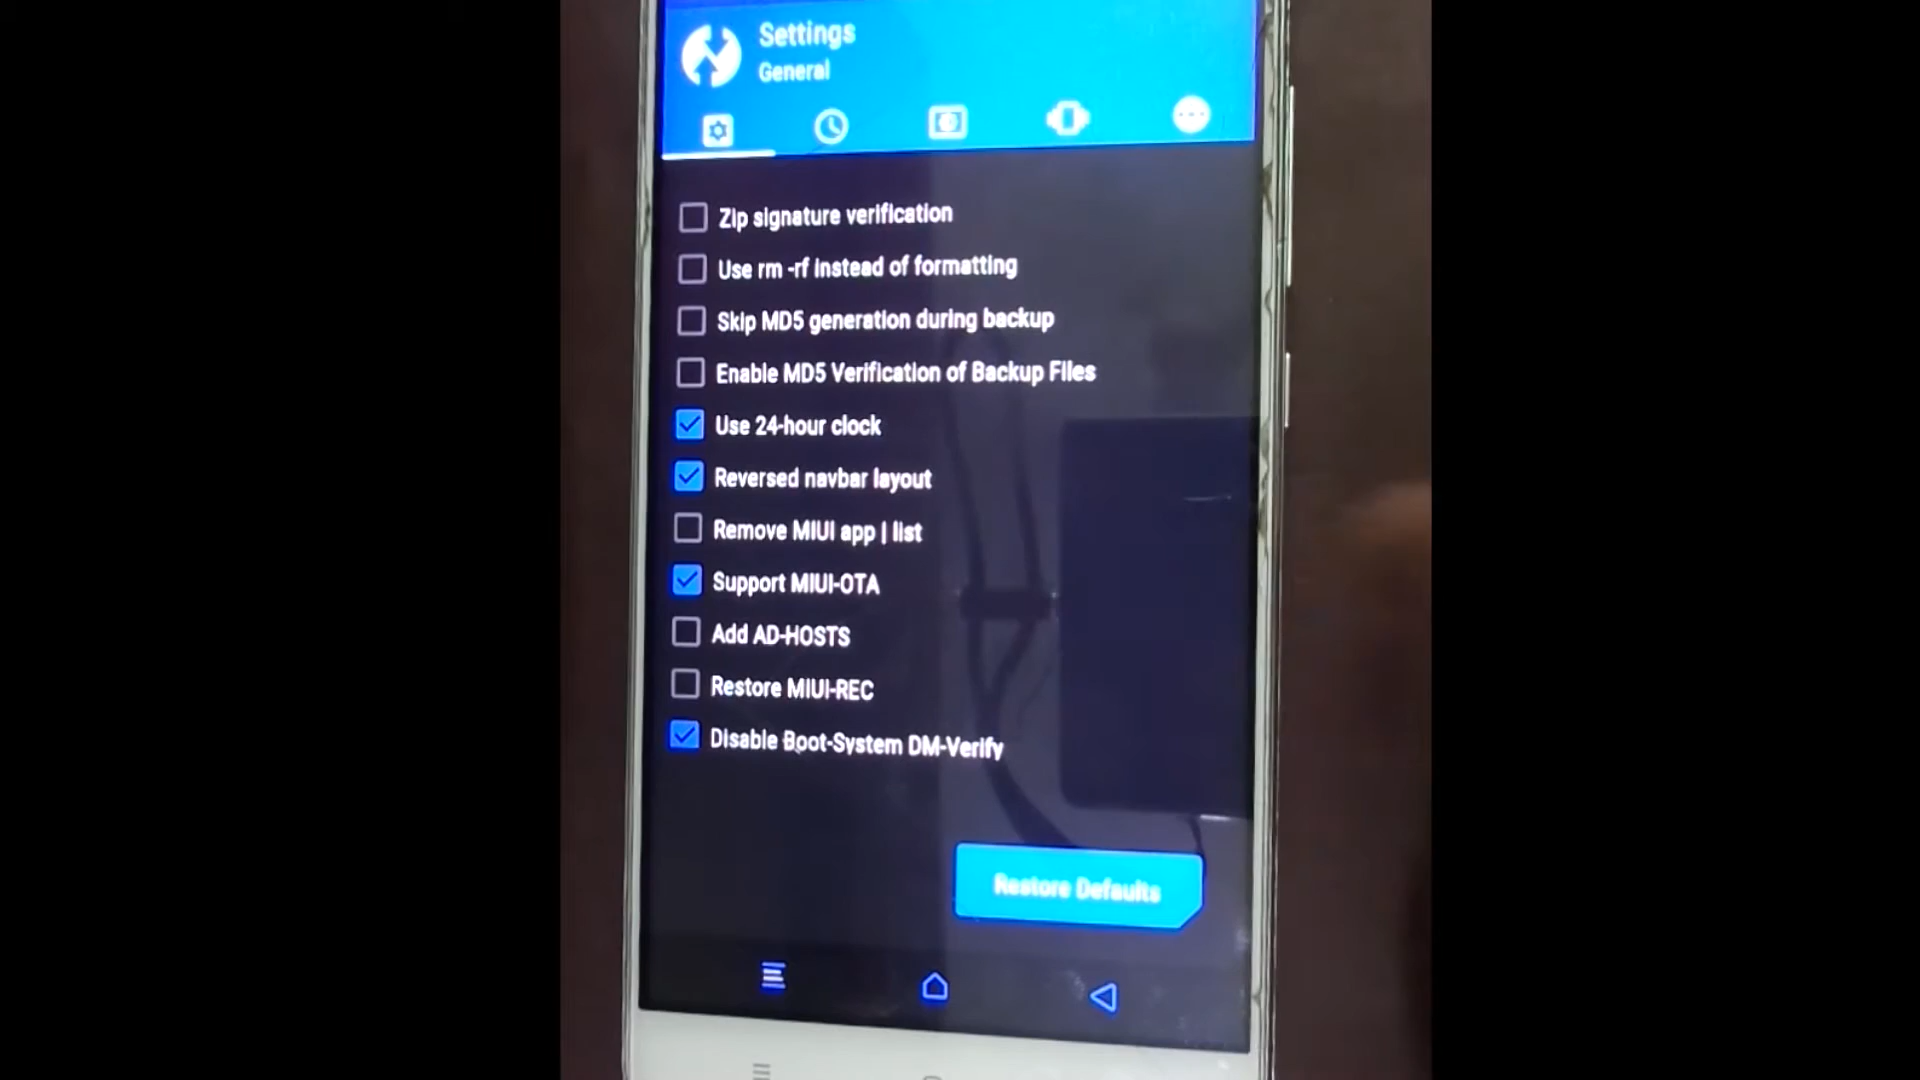 Settings
General
Zip signature verification
Use rm -rf instead of formatting
Skip MD5 generation during backup
Enable MD5 Verification of Backup Files
Use 24-hour clock
Reversed navbar layout
Remove MIUI app | list
Support MIUI-OTA
Add AD-HOSTS
Restore MIUI-REC
Disable Boot-System DM-Verify
Restore Defaults